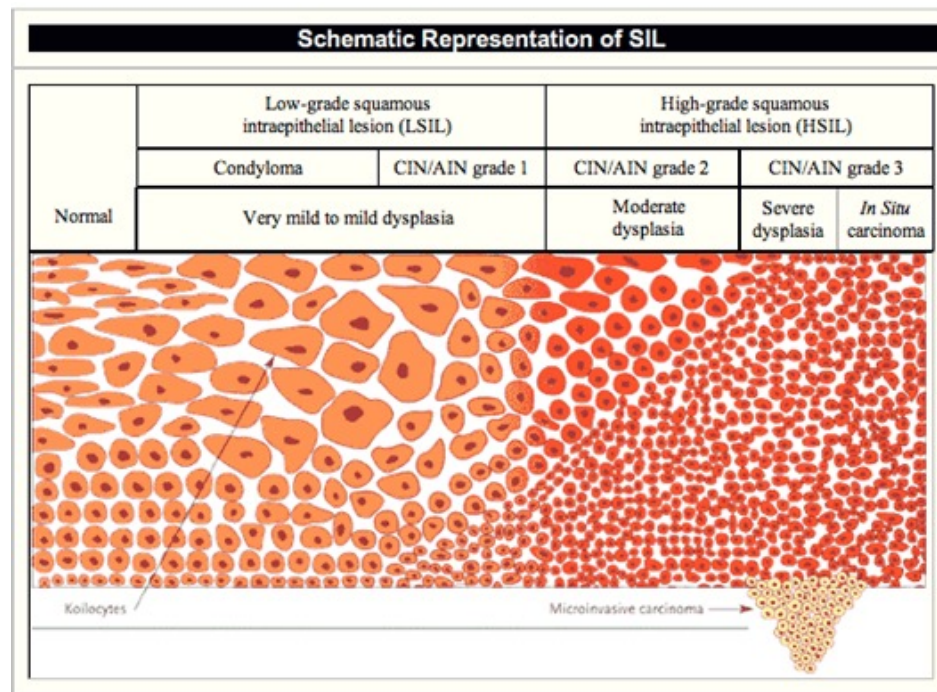 Schematic Representation of SIL
Low-grade squamous
intraepithelial lesion (LSIL)
High-grade squamous
intraepithelial lesion (HSIL)
Condyloma
CIN/AIN grade 1
CIN/AIN grade 2
CIN/AIN grade 3
Normal
Very mild to mild dysplasia
Moderate
dysplasia
Severe
dysplasia
In Situ
carcinoma
Koilocytes
Microinvasive carcinoma